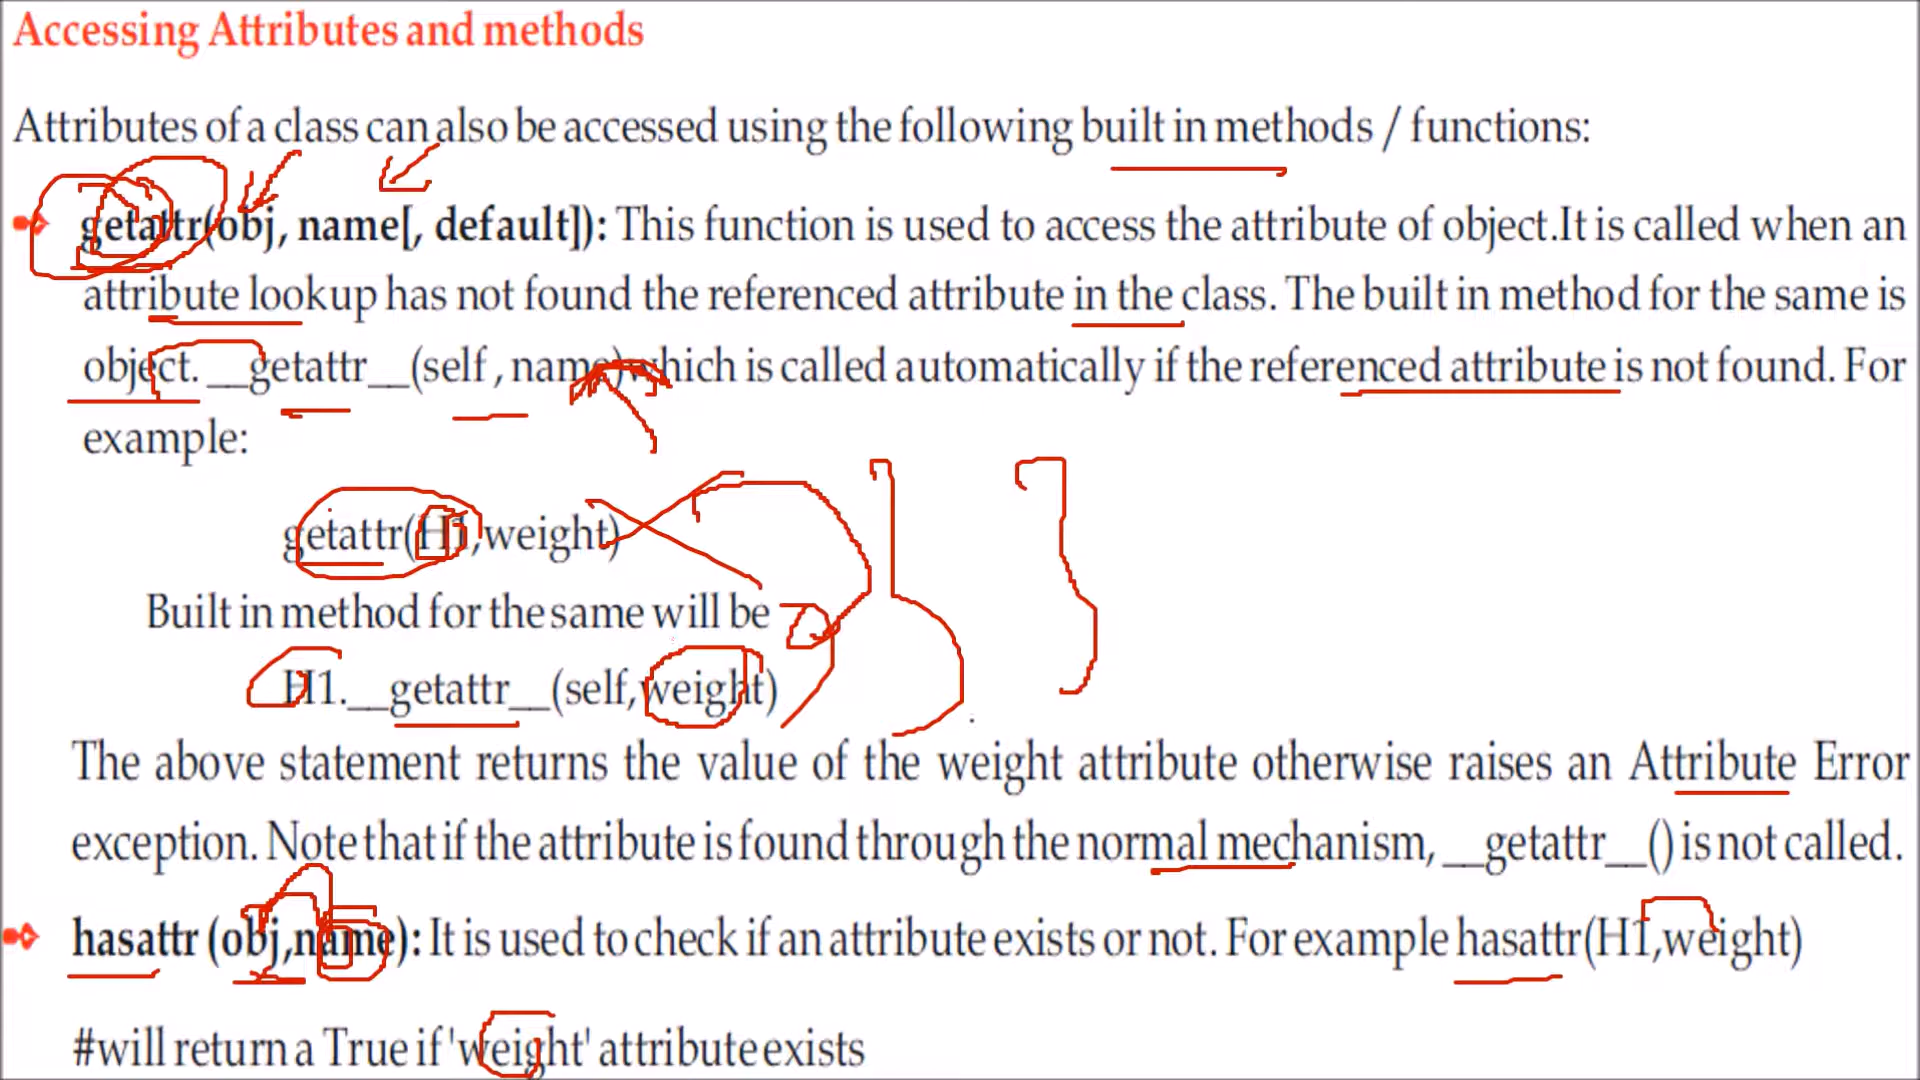 Accessing Attributes and methods
Attributes of a class can also be accessed using the following built in methods / functions:
getattr(obj, name[, default]): This function is used to access the attribute of object.It is called when an
attribute lookup has not found the referenced attribute in the class. The built in method for the same is
object. __getattr__(self , name) which is called automatically if the referenced attribute is not found. For
example:
getattr(H1,weight)
Built in method for the same will be
H1.__getattr__(self,weight)
The above statement returns the value of the weight attribute otherwise raises an Attribute Error
exception. Note that if the attribute is found through the normal mechanism, __getattr__() is not called.
hasattr (obj,name): It is used to check if an attribute exists or not. For example hasattr(H1,weight)
#will return a True if 'weight' attribute exists